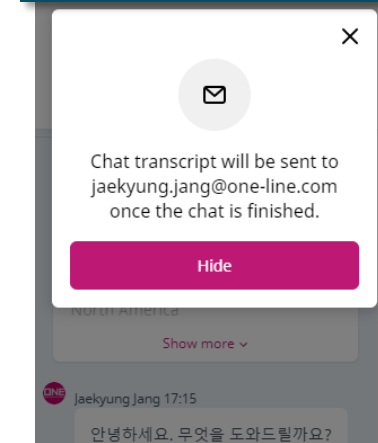 Chat transcript will be sent to
jaekyung.jang@one-line.com
once the chat is finished.
Hide
North America
Show more
ONE
Jaekyung Jang 17:15
안녕하세요. 무엇을 도와드릴까요?